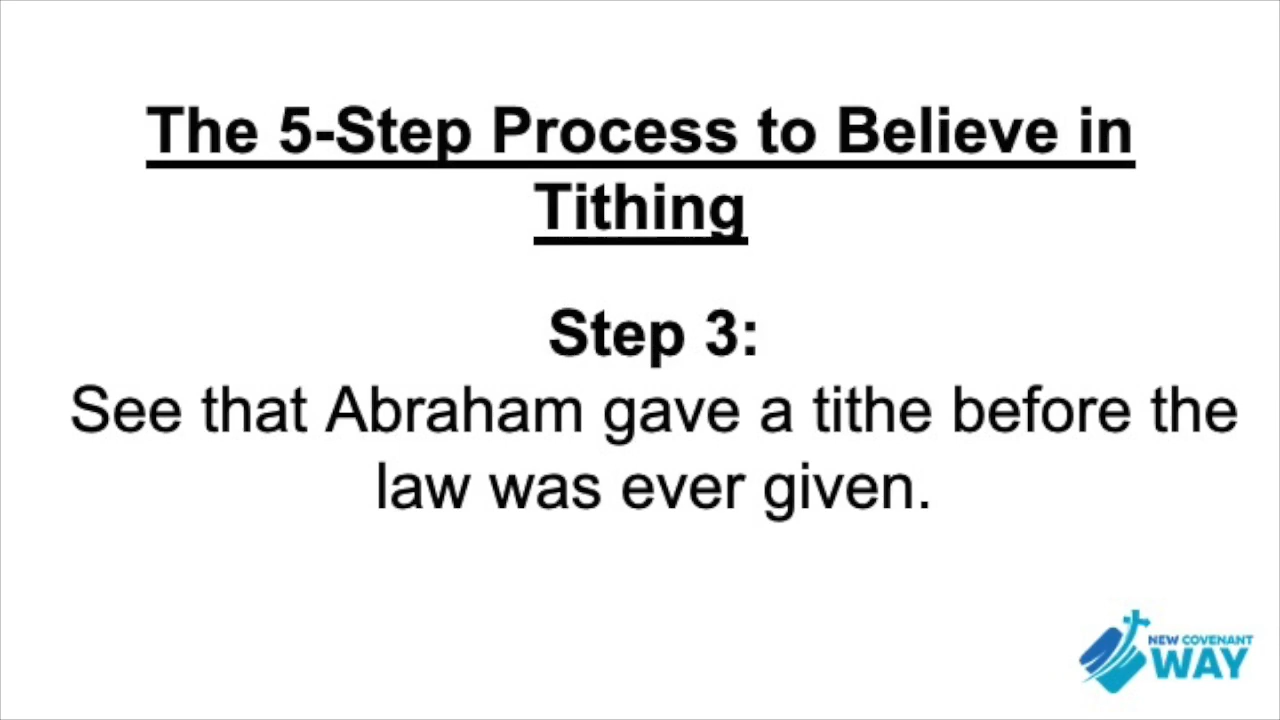 The 5-Step Process to Believe in
Tithing
Step 3:
See that Abraham gave a tithe before the
law was ever given.
NEW COVENANT
WAY